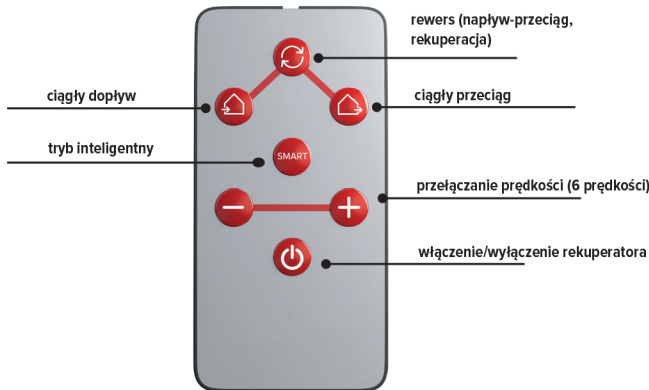 rewers (napływ-przeciąg,
rekuperacja)
ciągły dopływ
ciągły przeciąg
tryb inteligentny
SMART
przełączanie prędkości (6 prędkości)
włączenie/wyłączenie rekuperatora